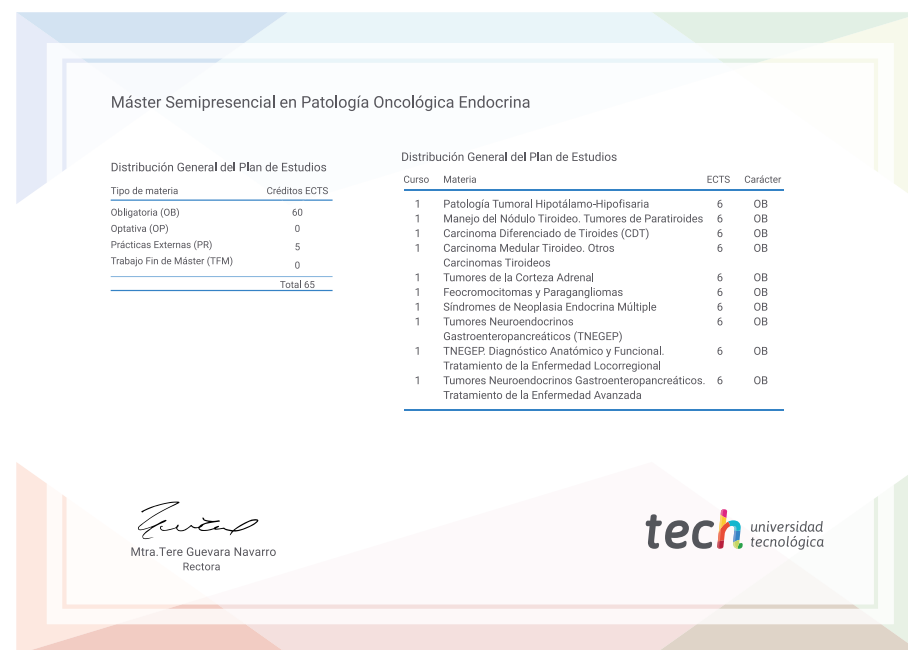 Máster Semipresencial en Patología Oncológica Endocrina
Distribución General del Plan de Estudios
Tipo de materia Créditos ECTS
Obligatoria (OB) 60
Optativa (OP) 0
Prácticas Externas (PR) 5
Trabajo Fin de Máster (TFM) 0
Total 65
Distribución General del Plan de Estudios
Curso Materia ECTS Carácter
1 Patología Tumoral Hipotálamo-Hipofisaria 6 OB
1 Manejo del Nódulo Tiroideo. Tumores de Paratiroides 6 OB
1 Carcinoma Diferenciado de Tiroides (CDT) 6 OB
1 Carcinoma Medular Tiroideo. Otros 6 OB
Carcinomas Tiroideos
1 Tumores de la Corteza Adrenal 6 OB
1 Feocromocitomas y Paragangliomas 6 OB
1 Síndromes de Neoplasia Endocrina Múltiple 6 OB
1 Tumores Neuroendocrinos 6 OB
Gastroenteropancreáticos (TNEGEP)
1 TNEGEP. Diagnóstico Anatómico y Funcional. 6 OB
Tratamiento de la Enfermedad Locorregional
1 Tumores Neuroendocrinos Gastroenteropancreáticos. 6 OB
Tratamiento de la Enfermedad Avanzada
Mtra.Tere Guevara Navarro
Rectora
tech universidad
tecnológica